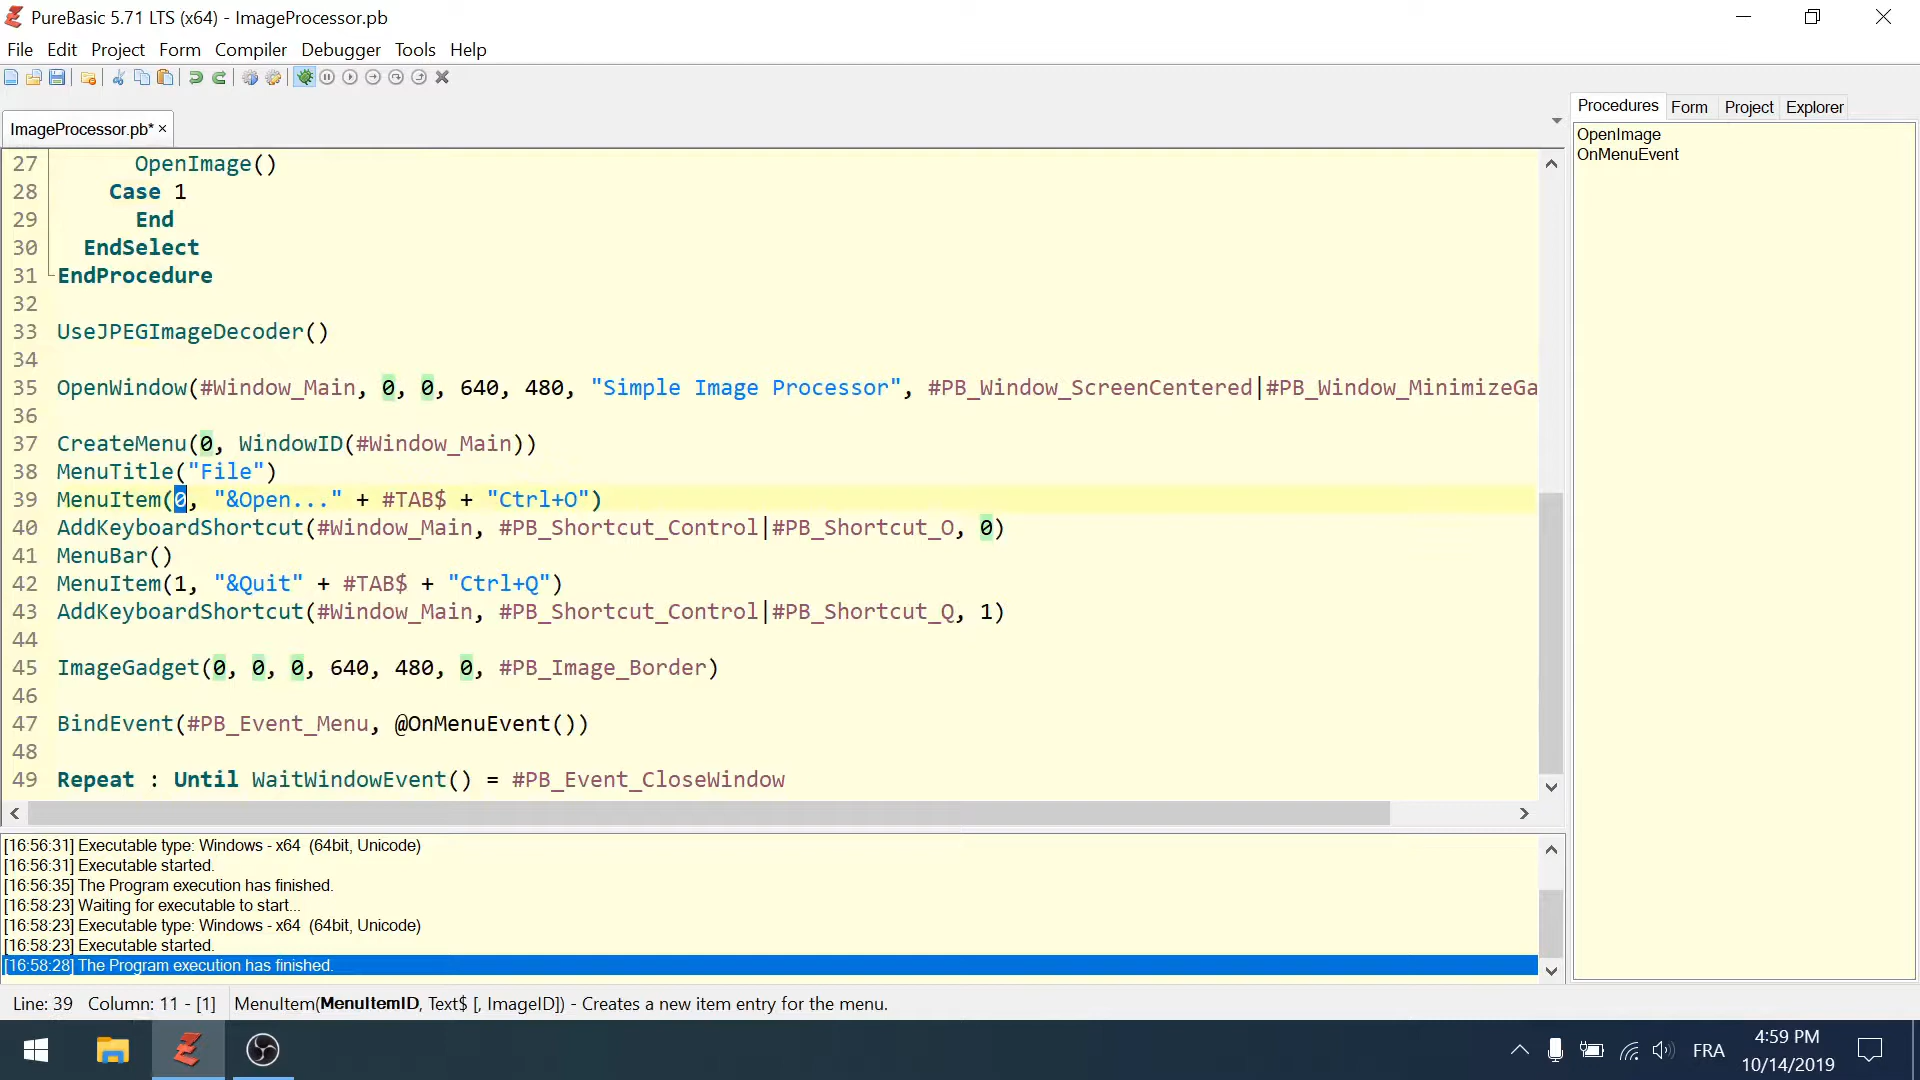 PureBasic 5.71 LTS (x64) - ImageProcessor.pb
File Edit Project Form Compiler Debugger Tools Help
ImageProcessor.pb* ×
Procedures Form Project Explorer
OpenImage
OnMenuEvent
27 OpenImage()
28 Case 1
29 End
30 EndSelect
31 EndProcedure
32
33 UseJPEGImageDecoder()
34
35 OpenWindow(#Window_Main, 0, 0, 640, 480, "Simple Image Processor", #PB_Window_ScreenCentered|#PB_Window_MinimizeGa
36
37 CreateMenu(0, WindowID(#Window_Main))
38 MenuTitle("File")
39 MenuItem(0, "&Open..." + #TAB$ + "Ctrl+O")
40 AddKeyboardShortcut(#Window_Main, #PB_Shortcut_Control|#PB_Shortcut_O, 0)
41 MenuBar()
42 MenuItem(1, "&Quit" + #TAB$ + "Ctrl+Q")
43 AddKeyboardShortcut(#Window_Main, #PB_Shortcut_Control|#PB_Shortcut_Q, 1)
44
45 ImageGadget(0, 0, 0, 640, 480, 0, #PB_Image_Border)
46
47 BindEvent(#PB_Event_Menu, @OnMenuEvent())
48
49 Repeat : Until WaitWindowEvent() = #PB_Event_CloseWindow
[16:56:31] Executable type: Windows - x64 (64bit, Unicode)
[16:56:31] Executable started.
[16:56:35] The Program execution has finished.
[16:58:23] Waiting for executable to start...
[16:58:23] Executable type: Windows - x64 (64bit, Unicode)
[16:58:23] Executable started.
[16:58:28] The Program execution has finished.
Line: 39 Column: 11 - [1] MenuItem(MenuItemID, Text$ [, ImageID]) - Creates a new item entry for the menu.
FRA
4:59 PM
10/14/2019